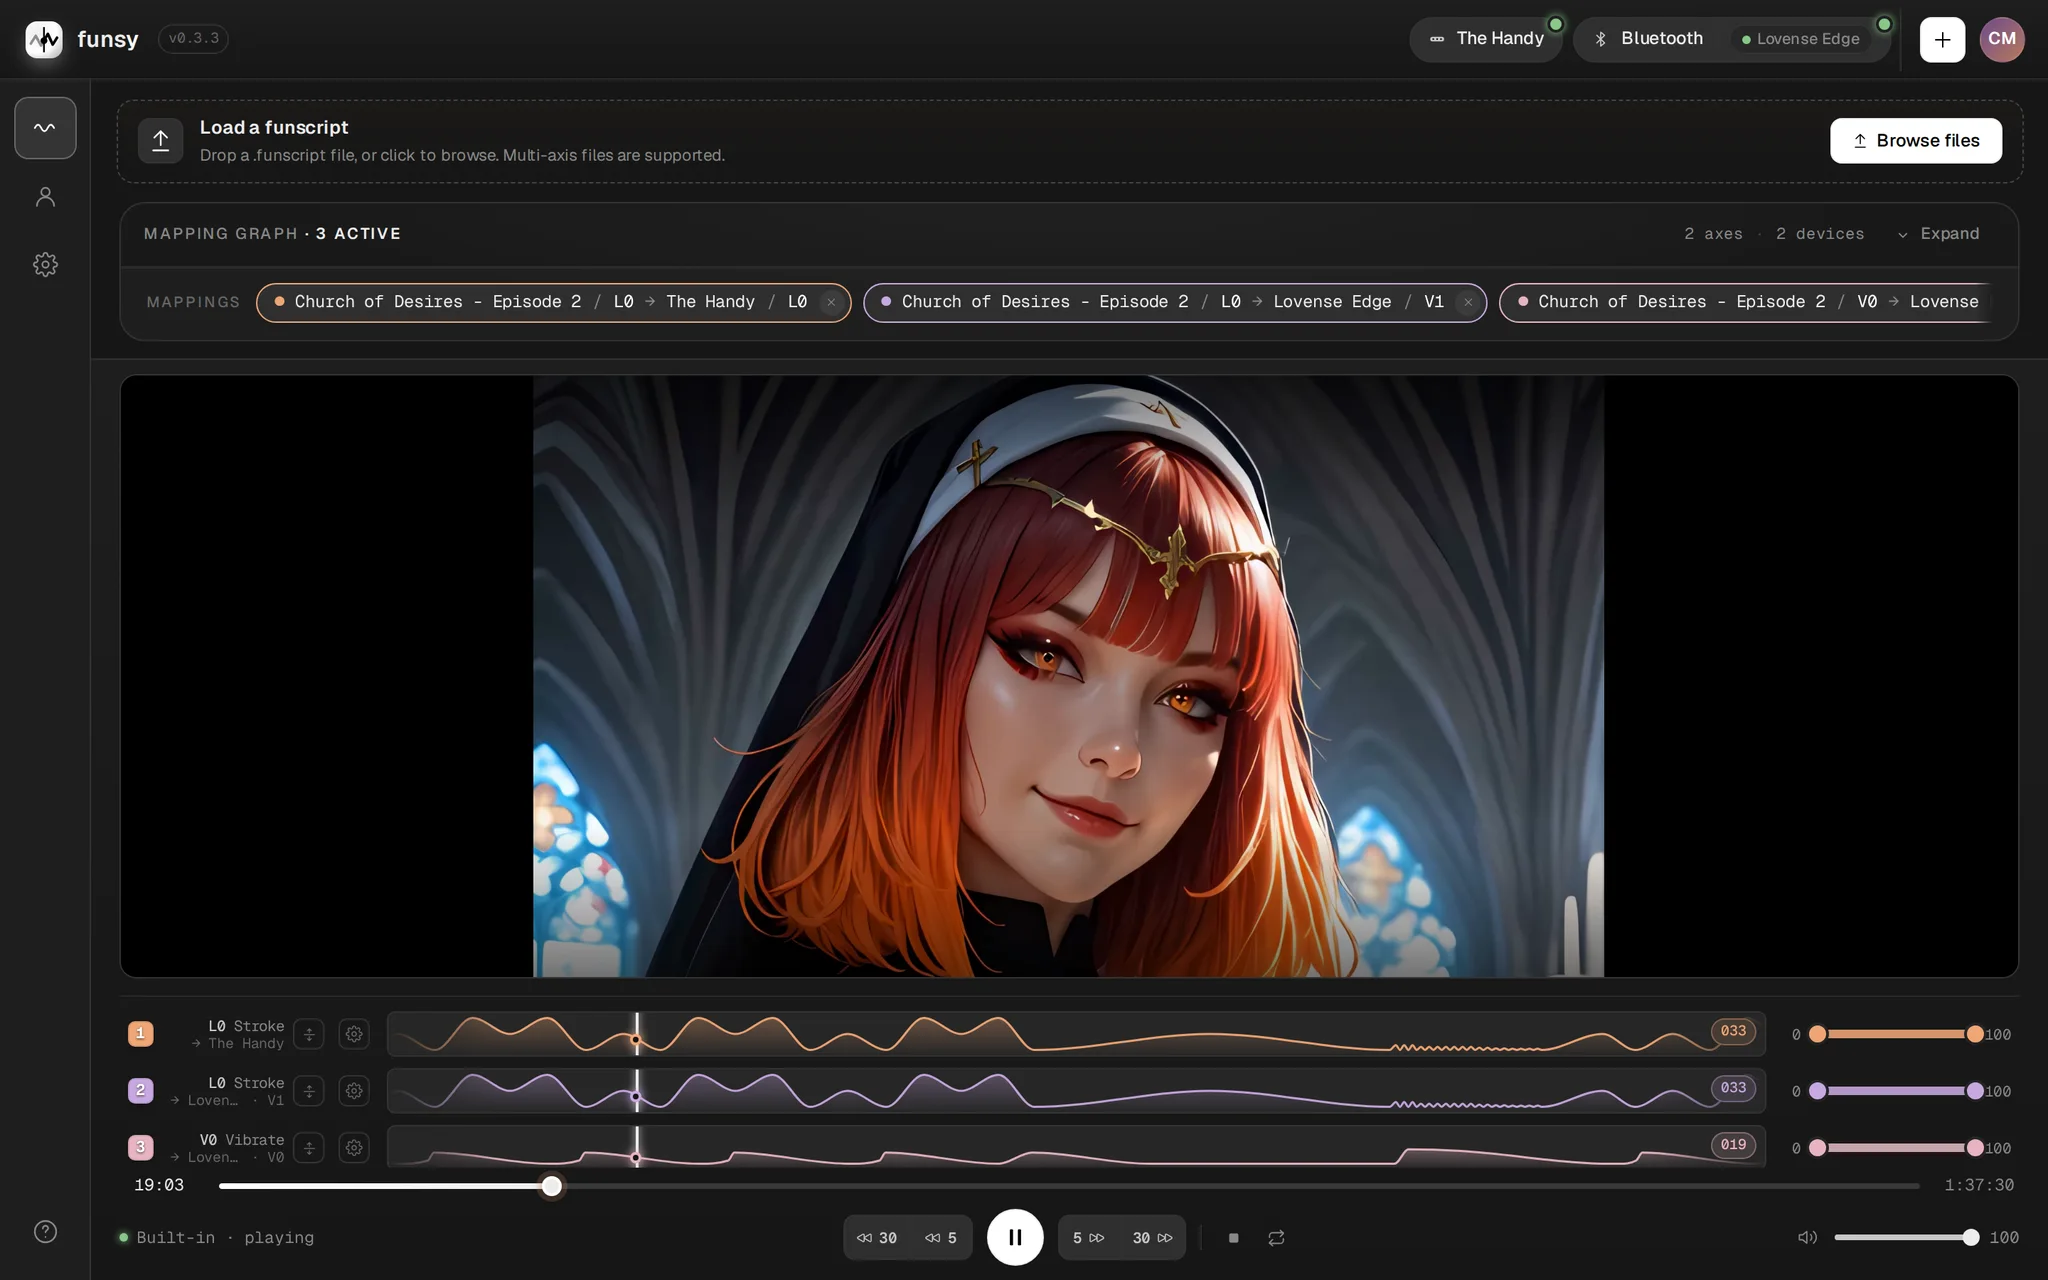 funsy v0.3.3 The Handy Bluetooth Lovense Edge CM
Load a funscript
Drop a .funscript file, or click to browse. Multi-axis files are supported.
Browse files
MAPPING GRAPH · 3 ACTIVE 2 axes · 2 devices Expand
MAPPINGS Church of Desires - Episode 2 / L0 → The Handy / L0 × Church of Desires - Episode 2 / L0 → Lovense Edge / V1 × Church of Desires - Episode 2 / V0 → Lovense
1 L0 Stroke 033 0 100
→ The Handy
2 L0 Stroke 033 0 100
→ Loven… · V1
3 V0 Vibrate 019 0 100
→ Loven… · V0
19:03 1:37:30
Built-in · playing 30 5 5 30 100